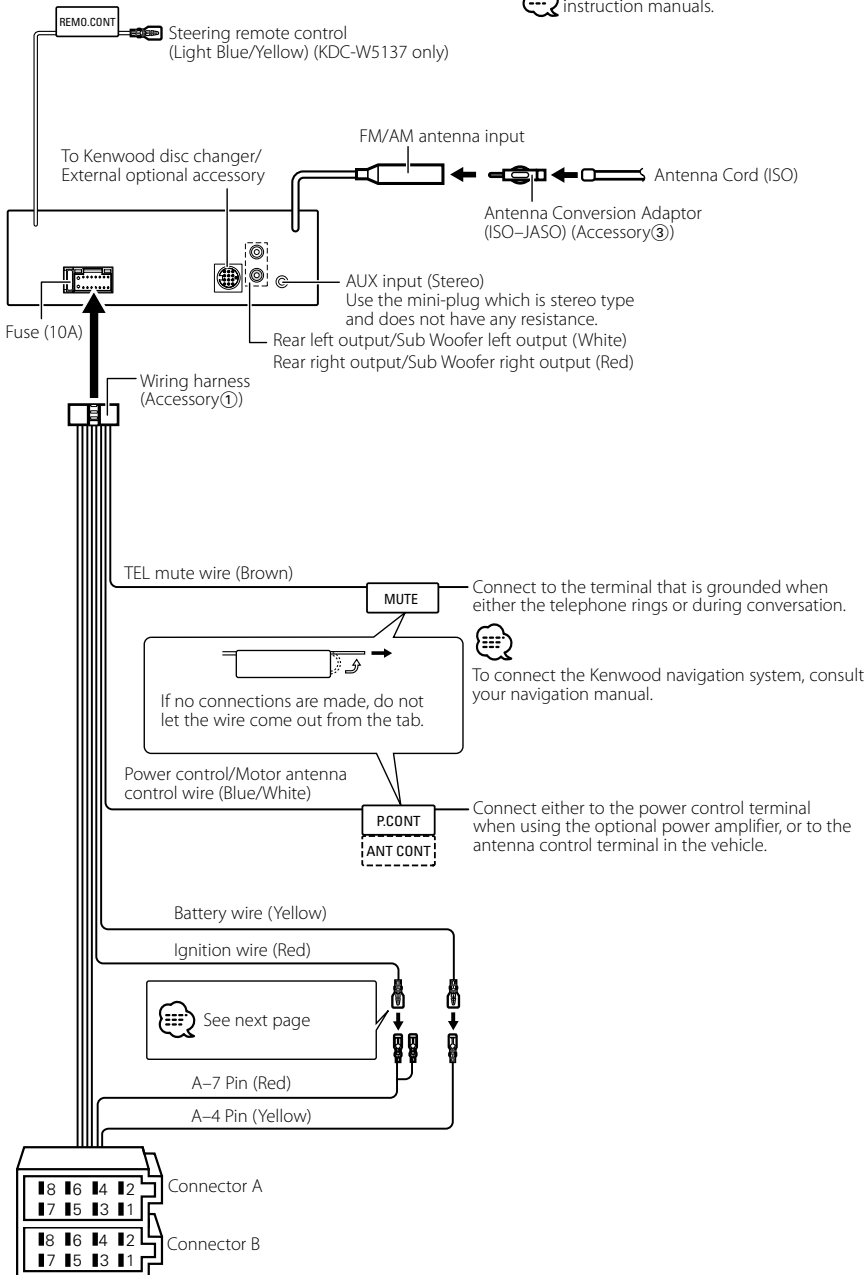 instruction manuals.
REMO.CONT
Steering remote control
(Light Blue/Yellow) (KDC-W5137 only)
FM/AM antenna input
To Kenwood disc changer/
External optional accessory
Antenna Cord (ISO)
Antenna Conversion Adaptor
(ISO–JASO) (Accessory③)
AUX input (Stereo)
Use the mini-plug which is stereo type
and does not have any resistance.
Fuse (10A)
Rear left output/Sub Woofer left output (White)
Rear right output/Sub Woofer right output (Red)
Wiring harness
(Accessory①)
TEL mute wire (Brown)
MUTE
Connect to the terminal that is grounded when
either the telephone rings or during conversation.
To connect the Kenwood navigation system, consult
your navigation manual.
If no connections are made, do not
let the wire come out from the tab.
Power control/Motor antenna
control wire (Blue/White)
P.CONT
ANT CONT
Connect either to the power control terminal
when using the optional power amplifier, or to the
antenna control terminal in the vehicle.
Battery wire (Yellow)
Ignition wire (Red)
See next page
A–7 Pin (Red)
A–4 Pin (Yellow)
8 6 4 2
7 5 3 1
Connector A
8 6 4 2
7 5 3 1
Connector B